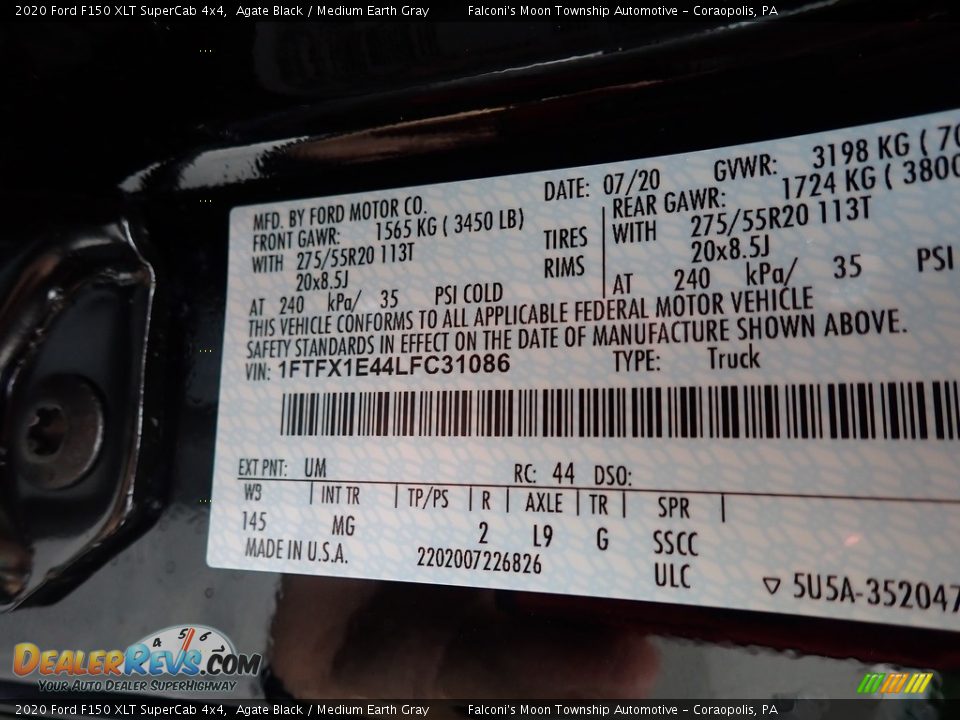 2020 Ford F150 XLT SuperCab 4x4, Agate Black / Medium Earth Gray Falconi's Moon Township Automotive - Coraopolis, PA
MFD. BY FORD MOTOR CO. DATE: 07/20 GVWR: 3198 KG ( 70
FRONT GAWR: 1565 KG ( 3450 LB) REAR GAWR: 1724 KG ( 3800
WITH 275/55R20 113T TIRES WITH 275/55R20 113T
20x8.5J RIMS 20x8.5J
AT 240 kPa/ 35 PSI COLD AT 240 kPa/ 35 PSI
THIS VEHICLE CONFORMS TO ALL APPLICABLE FEDERAL MOTOR VEHICLE
SAFETY STANDARDS IN EFFECT ON THE DATE OF MANUFACTURE SHOWN ABOVE.
VIN: 1FTFX1E44LFC31086 TYPE: Truck
EXT PNT: UM RC: 44 DSO:
WB INT TR TP/PS R AXLE TR SPR
145 MG 2 L9 G SSCC
MADE IN U.S.A. 2202007226826 ULC ▽ 5U5A-352047
4 5 6
DealerRevs.com
Your Auto Dealer SuperHighway
2020 Ford F150 XLT SuperCab 4x4, Agate Black / Medium Earth Gray Falconi's Moon Township Automotive - Coraopolis, PA